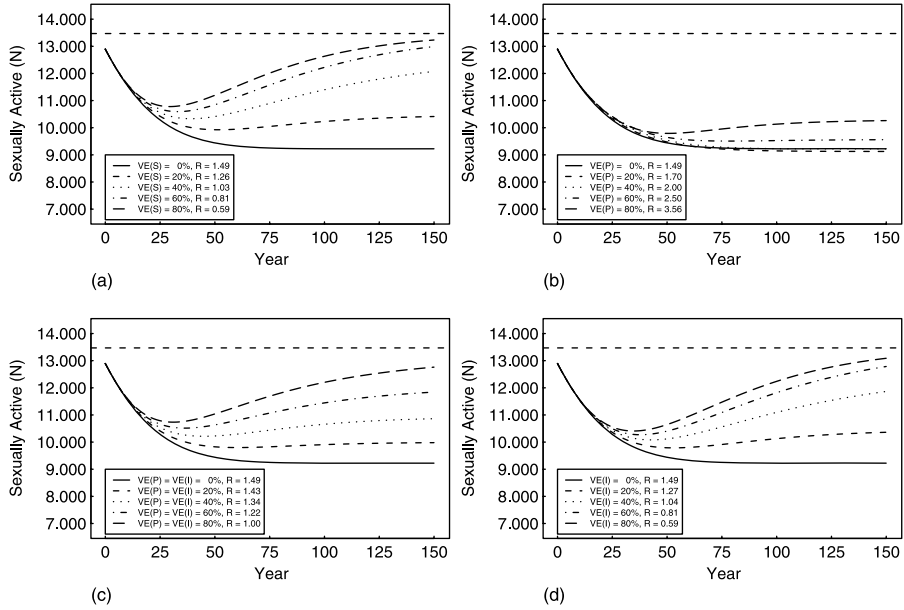 14.000
13.000
12.000
11.000
10.000
9.000
8.000
7.000
Sexually Active (N)
VE(S) = 0%, R = 1.49
VE(S) = 20%, R = 1.26
VE(S) = 40%, R = 1.03
VE(S) = 60%, R = 0.81
VE(S) = 80%, R = 0.59
0 25 50 75 100 125 150
Year
(a)
14.000
13.000
12.000
11.000
10.000
9.000
8.000
7.000
Sexually Active (N)
VE(P) = 0%, R = 1.49
VE(P) = 20%, R = 1.70
VE(P) = 40%, R = 2.00
VE(P) = 60%, R = 2.50
VE(P) = 80%, R = 3.56
0 25 50 75 100 125 150
Year
(b)
14.000
13.000
12.000
11.000
10.000
9.000
8.000
7.000
Sexually Active (N)
VE(P) = VE(I) = 0%, R = 1.49
VE(P) = VE(I) = 20%, R = 1.43
VE(P) = VE(I) = 40%, R = 1.34
VE(P) = VE(I) = 60%, R = 1.22
VE(P) = VE(I) = 80%, R = 1.00
0 25 50 75 100 125 150
Year
(c)
14.000
13.000
12.000
11.000
10.000
9.000
8.000
7.000
Sexually Active (N)
VE(I) = 0%, R = 1.49
VE(I) = 20%, R = 1.27
VE(I) = 40%, R = 1.04
VE(I) = 60%, R = 0.81
VE(I) = 80%, R = 0.59
0 25 50 75 100 125 150
Year
(d)